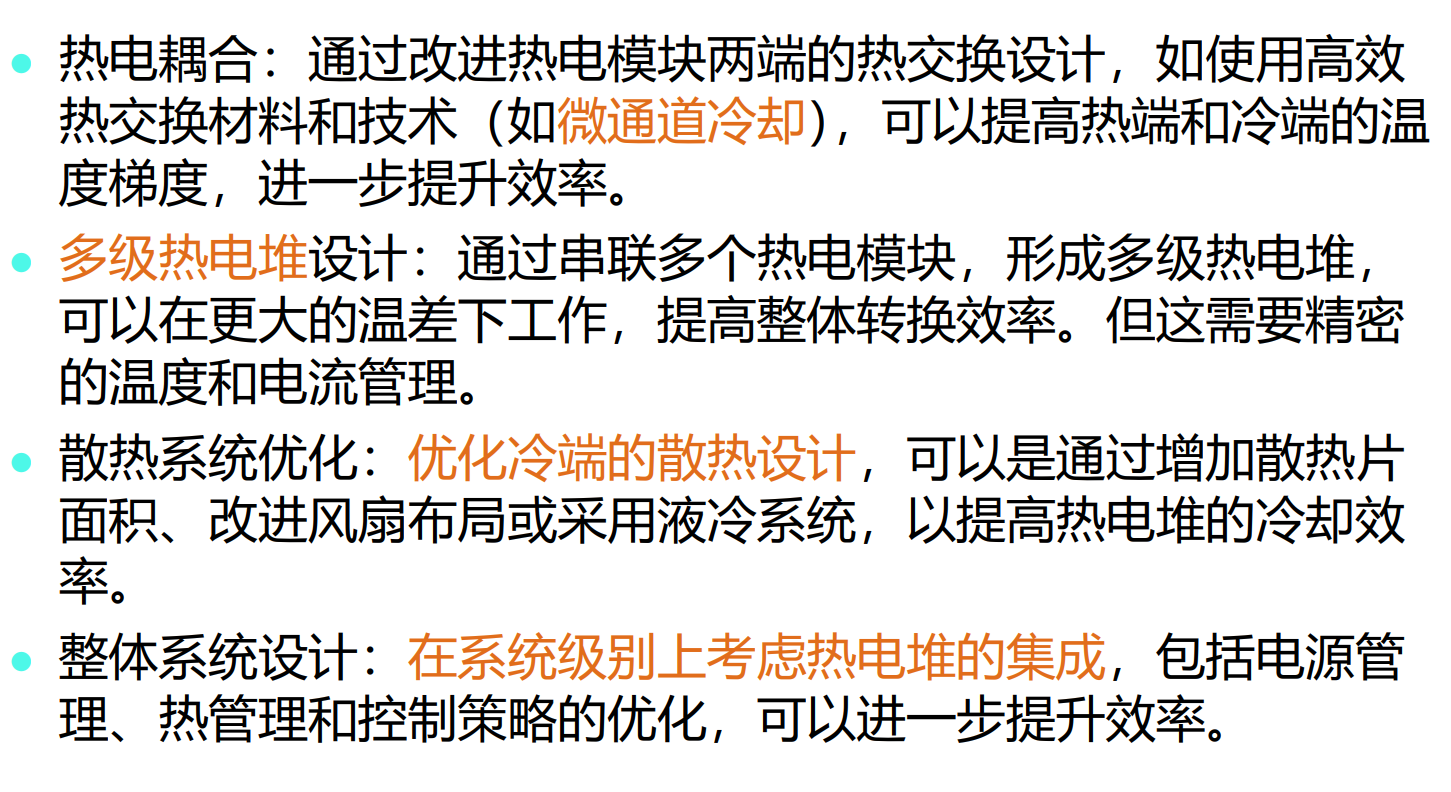 • 热电耦合：通过改进热电模块两端的热交换设计，如使用高效
热交换材料和技术（如微通道冷却），可以提高热端和冷端的温
度梯度，进一步提升效率。
• 多级热电堆设计：通过串联多个热电模块，形成多级热电堆，
可以在更大的温差下工作，提高整体转换效率。但这需要精密
的温度和电流管理。
• 散热系统优化：优化冷端的散热设计，可以是通过增加散热片
面积、改进风扇布局或采用液冷系统，以提高热电堆的冷却效
率。
• 整体系统设计：在系统级别上考虑热电堆的集成，包括电源管
理、热管理和控制策略的优化，可以进一步提升效率。